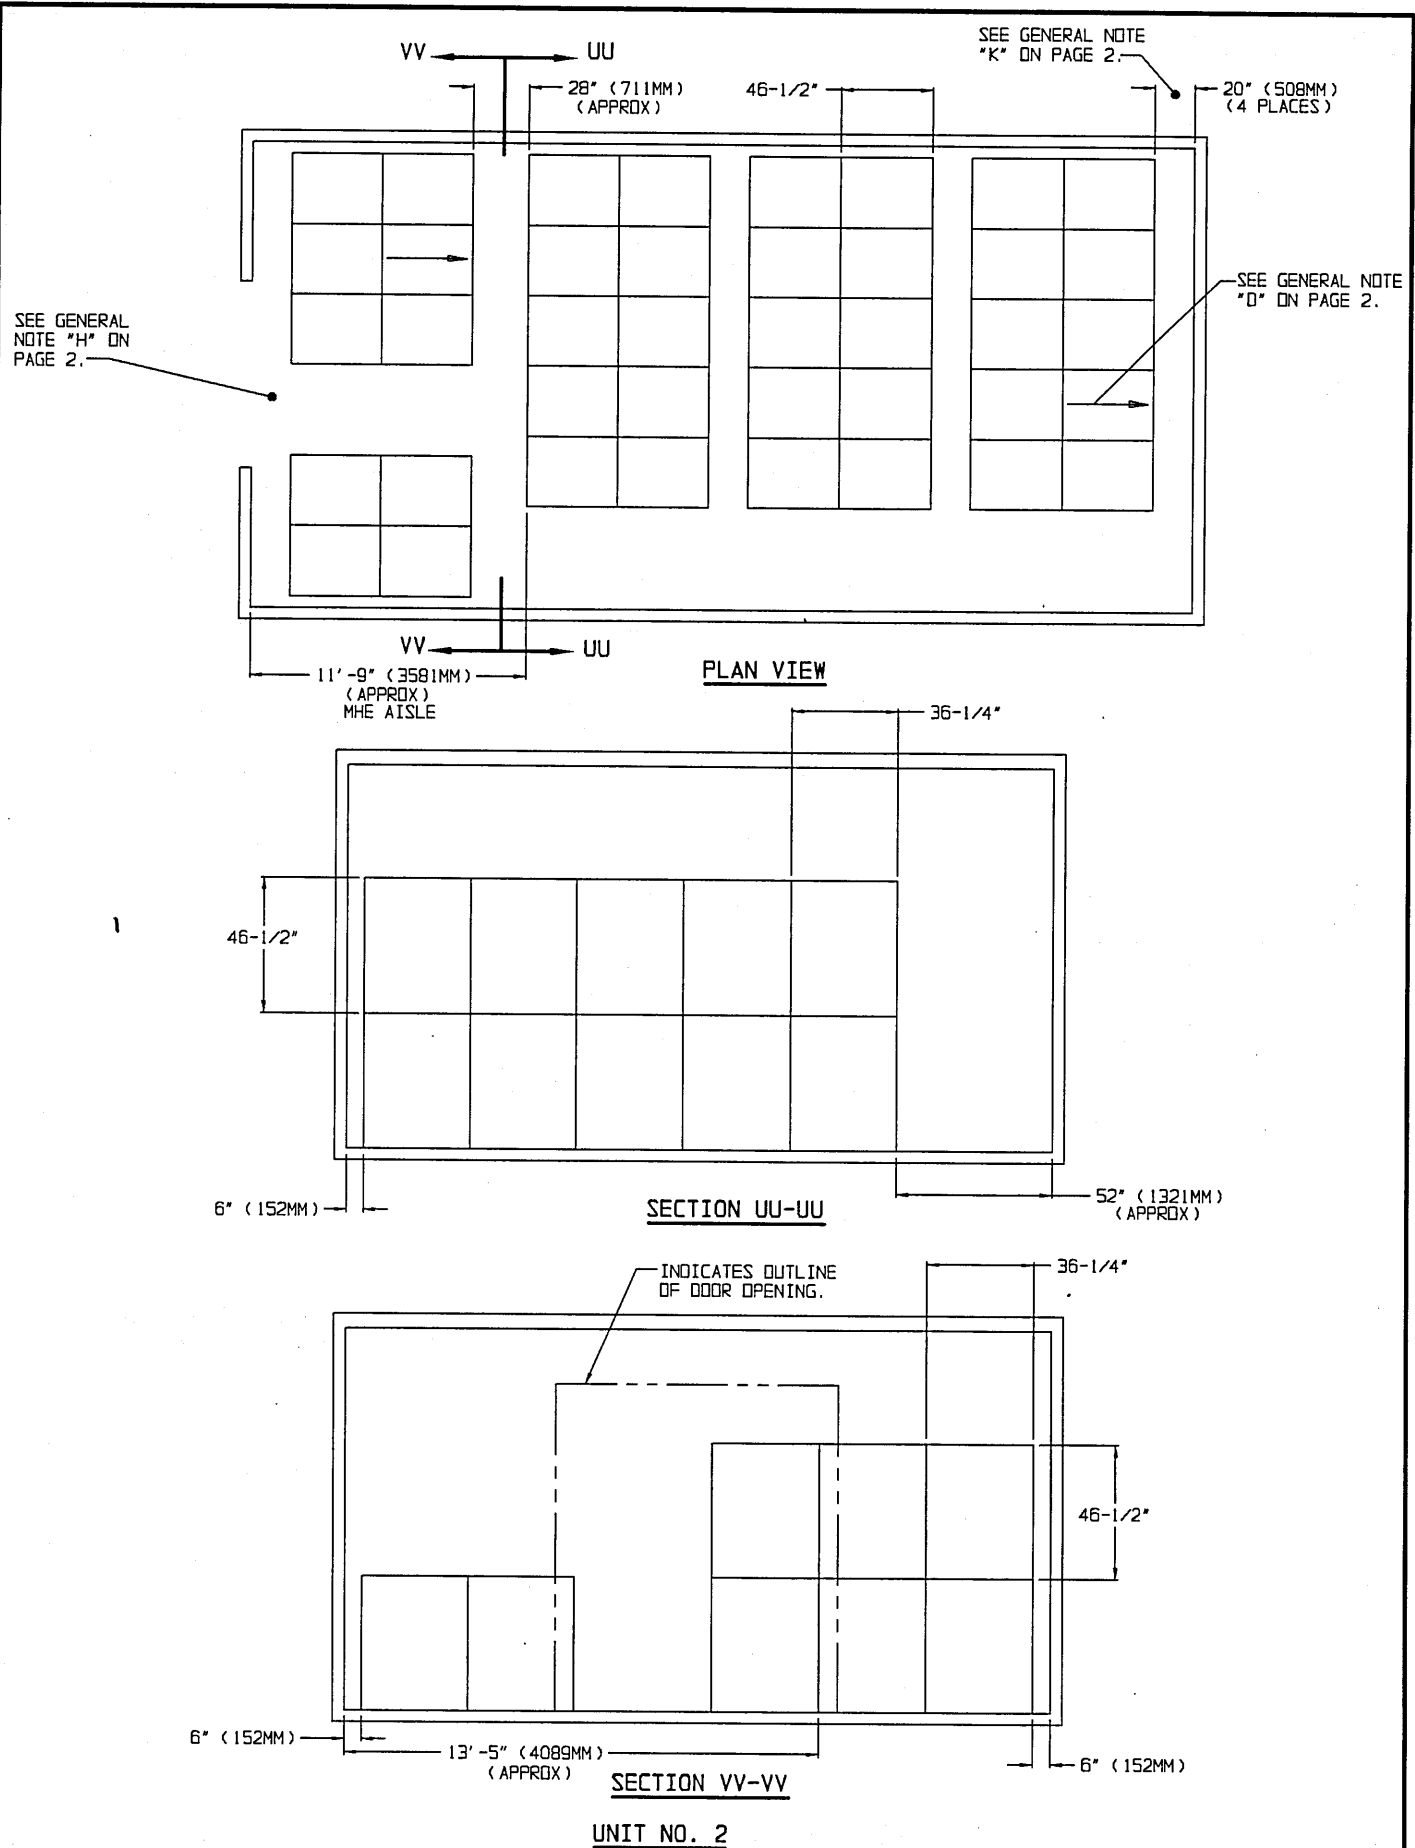 SEE GENERAL NOTE
"K" ON PAGE 2.
VV UU
28" (711MM)
(APPROX)
46-1/2"
20" (508MM)
(4 PLACES)
SEE GENERAL NOTE
"D" ON PAGE 2.
SEE GENERAL
NOTE "H" ON
PAGE 2.
VV UU
11'-9" (3581MM)
(APPROX)
MHE AISLE
PLAN VIEW
36-1/4"
46-1/2"
6" (152MM)
52" (1321MM)
(APPROX)
SECTION UU-UU
INDICATES OUTLINE
OF DOOR OPENING.
36-1/4"
46-1/2"
6" (152MM)
13'-5" (4089MM)
(APPROX)
6" (152MM)
SECTION VV-VV
UNIT NO. 2